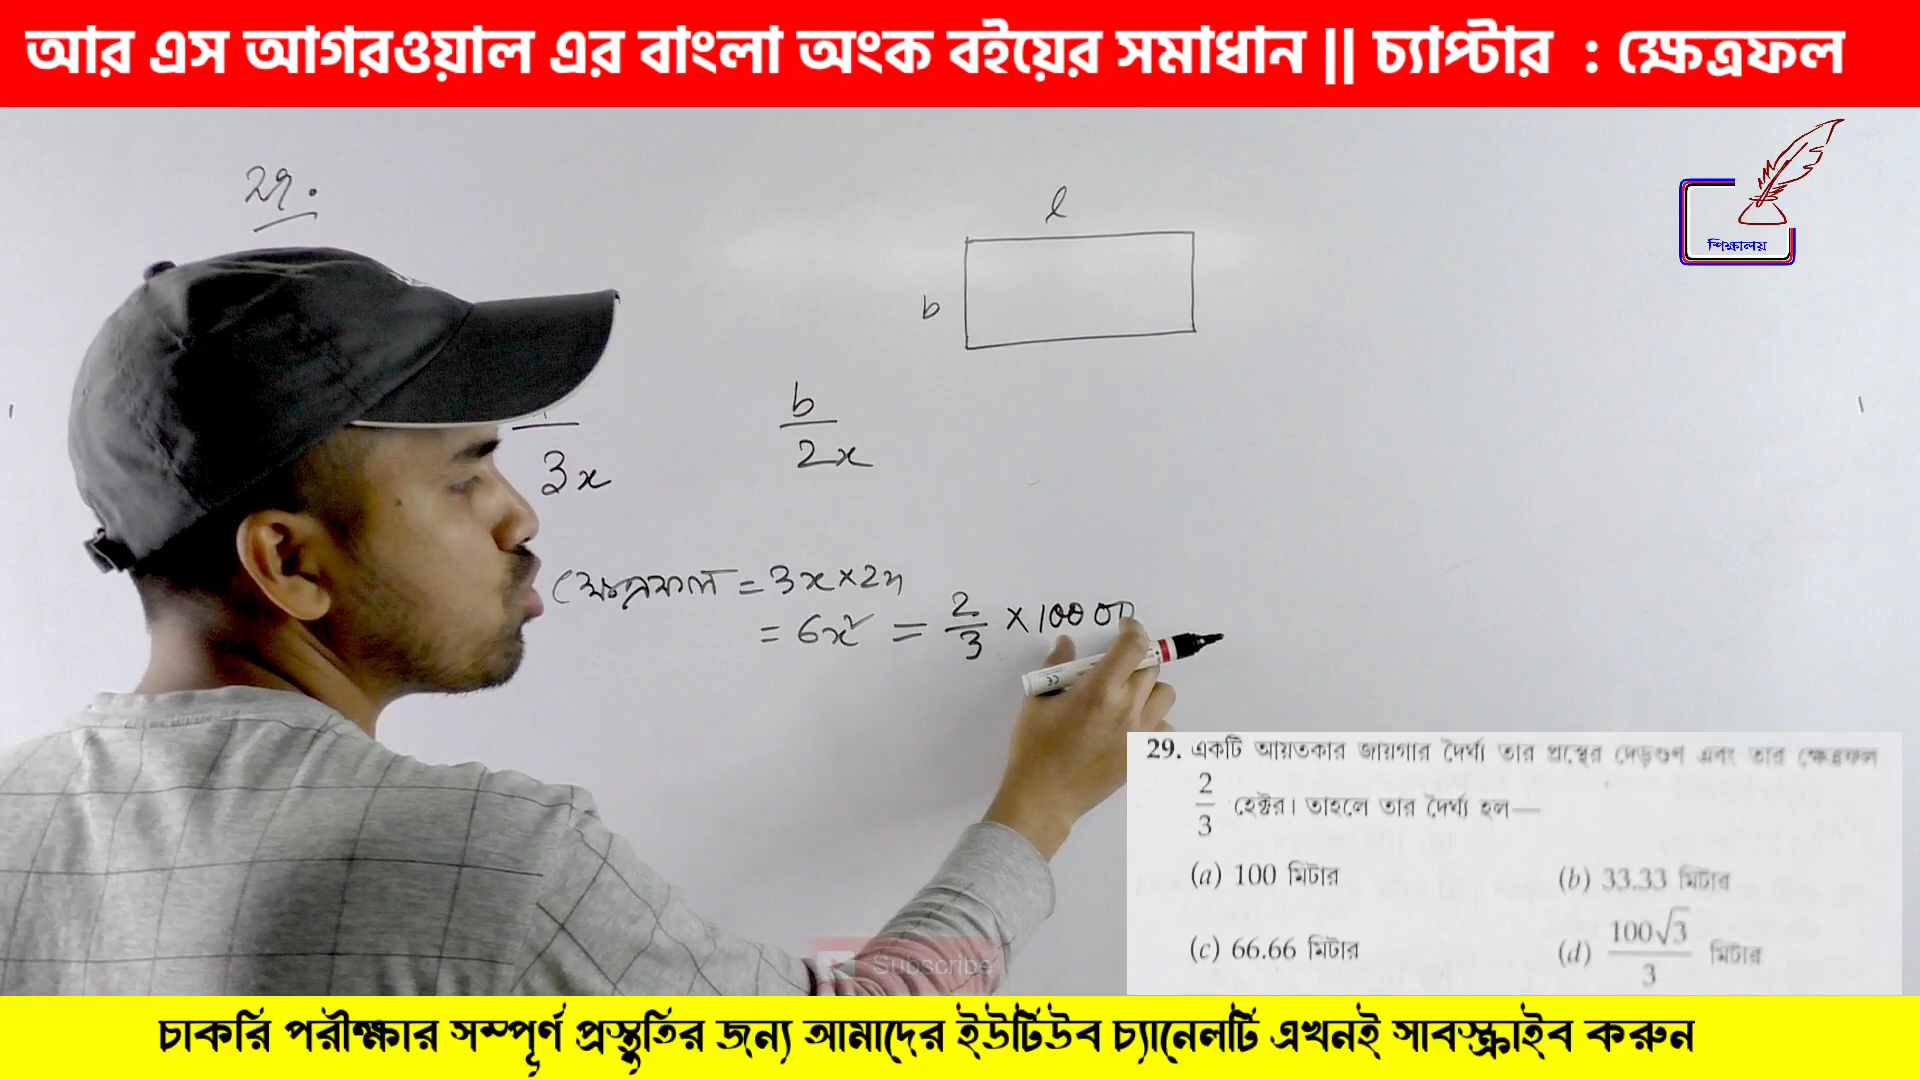 আর এস আগরওয়াল এর বাংলা অংক বইয়ের সমাধান || চ্যাপ্টার : ক্ষেত্রফল
২৭.
l
শিক্ষালয়
b
b
3x
2x
ক্ষেত্রফল = 3x×2x
= 6x² = 2/3 × 10000
29. একটি আয়তকার জায়গার দৈর্ঘ্য তার প্রস্থের দেড়গুণ এবং তার ক্ষেত্রফল
2/3 হেক্টর। তাহলে তার দৈর্ঘ্য হল—
(a) 100 মিটার (b) 33.33 মিটার
(c) 66.66 মিটার (d) 100√3/3 মিটার
Subscribe
চাকরি পরীক্ষার সম্পূর্ণ প্রস্তুতির জন্য আমাদের ইউটিউব চ্যানেলটি এখনই সাবস্ক্রাইব করুন